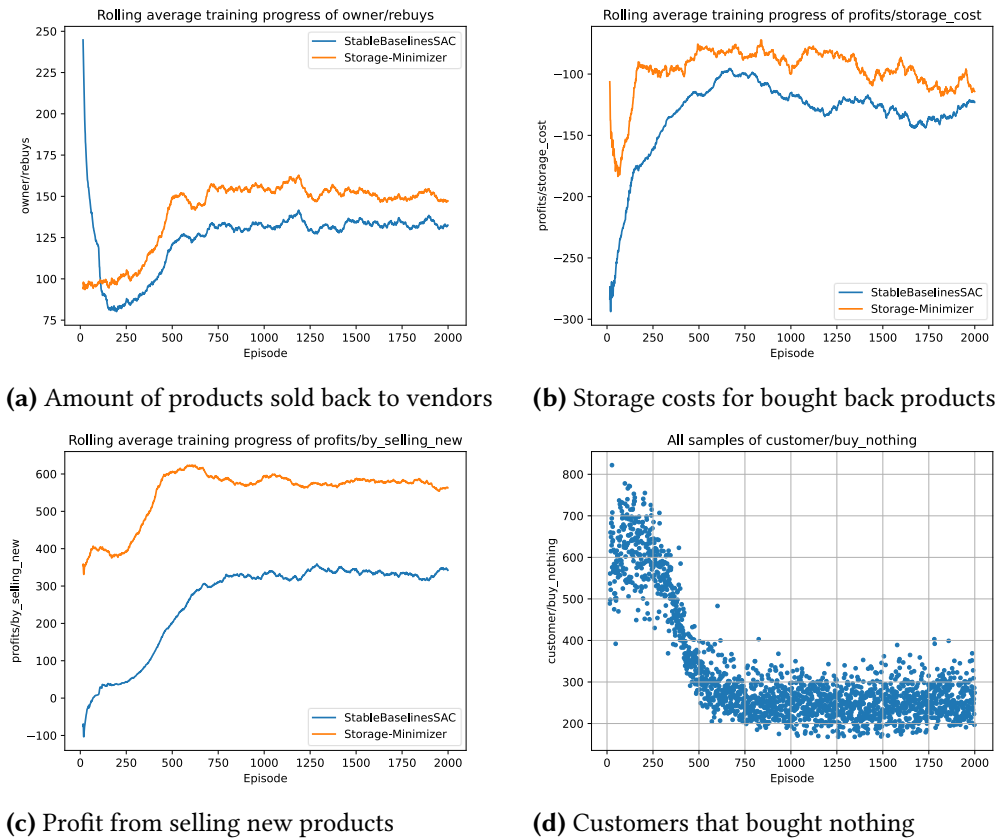 Rolling average training progress of owner/rebuys
250
225
200
175
150
125
100
75
owner/rebuys
StableBaselinesSAC
Storage-Minimizer
0 250 500 750 1000 1250 1500 1750 2000
Episode
(a) Amount of products sold back to vendors
Rolling average training progress of profits/storage_cost
−100
−150
−200
−250
−300
profits/storage_cost
StableBaselinesSAC
Storage-Minimizer
0 250 500 750 1000 1250 1500 1750 2000
Episode
(b) Storage costs for bought back products
Rolling average training progress of profits/by_selling_new
600
500
400
300
200
100
0
−100
profits/by_selling_new
StableBaselinesSAC
Storage-Minimizer
0 250 500 750 1000 1250 1500 1750 2000
Episode
(c) Profit from selling new products
All samples of customer/buy_nothing
800
700
600
500
400
300
200
customer/buy_nothing
0 250 500 750 1000 1250 1500 1750 2000
Episode
(d) Customers that bought nothing